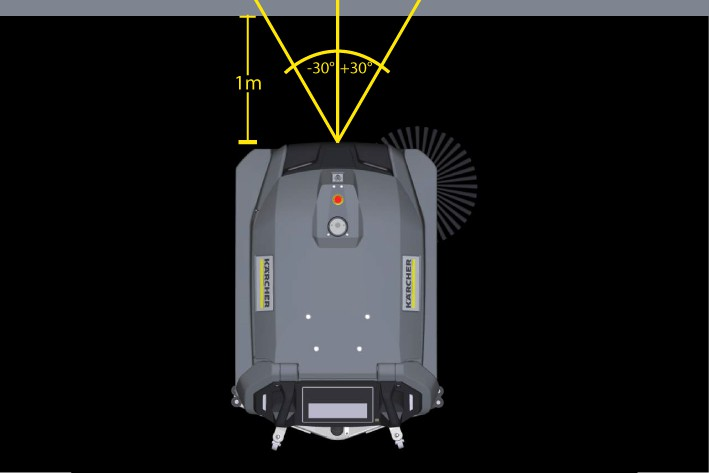 -30° +30°
1m
KÄRCHER
KÄRCHER